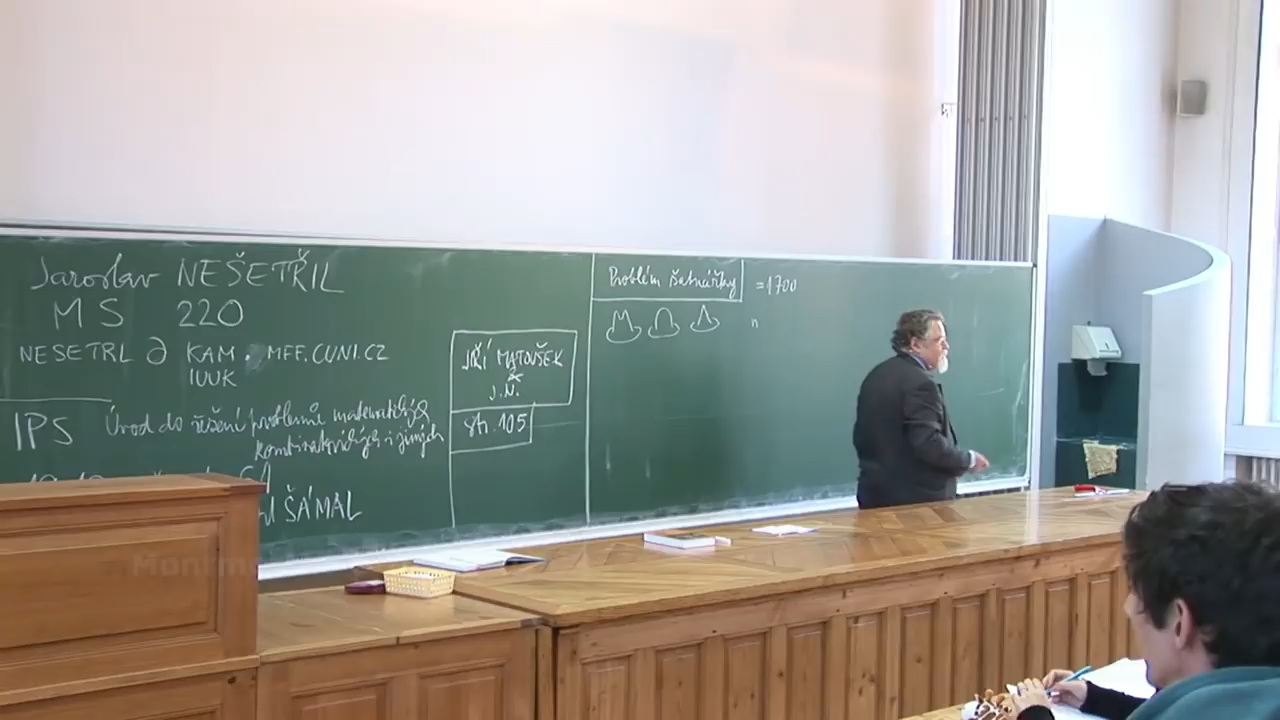 Jaroslav NEŠETŘIL
MS 220
NESETRL @ KAM. MFF.CUNI.CZ
IUUK
IPS Úvod do řešení problémů matematických
kombinatorických i jiných
ŠÁMAL
JIŘÍ MATOUŠEK
J.N.
str. 105
Problém Šatnářky ≐ 1700
n